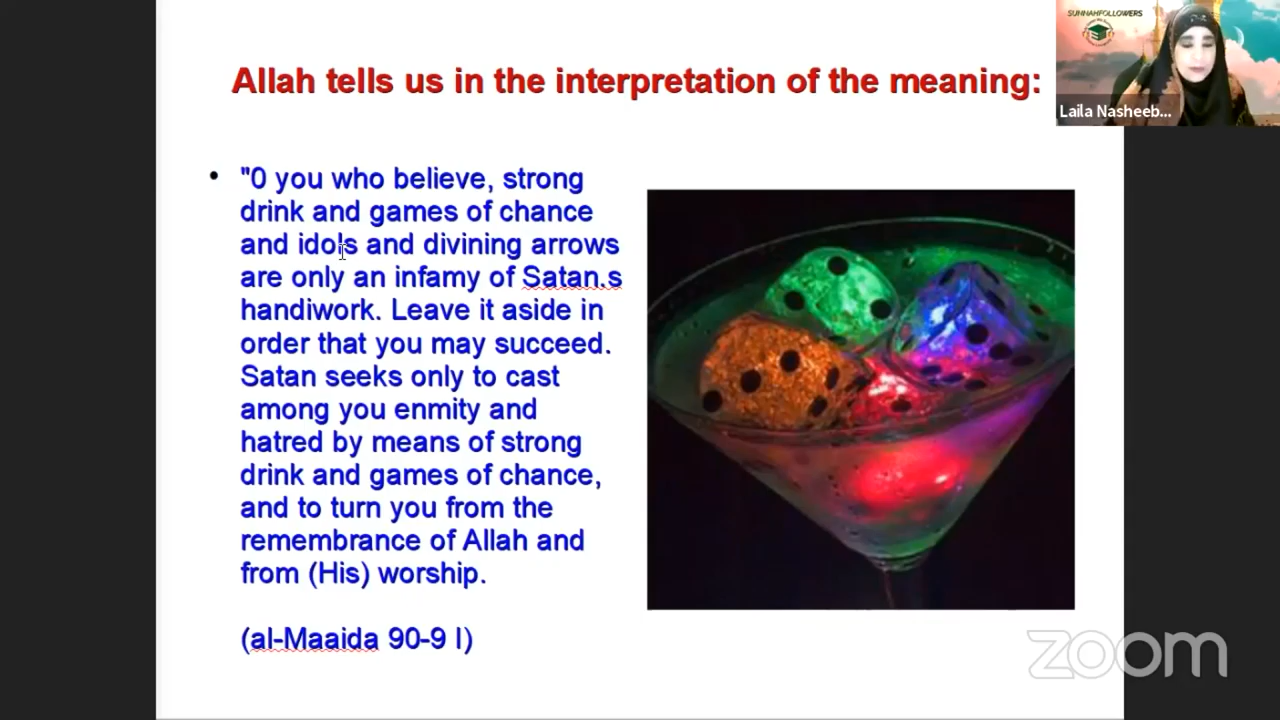 SUNNAHFOLLOWERS
Allah tells us in the interpretation of the meaning:
Laila Nasheeb...
• "0 you who believe, strong
drink and games of chance
and idols and divining arrows
are only an infamy of Satan.s
handiwork. Leave it aside in
order that you may succeed.
Satan seeks only to cast
among you enmity and
hatred by means of strong
drink and games of chance,
and to turn you from the
remembrance of Allah and
from (His) worship.
(al-Maaida 90-9 I)
zoom